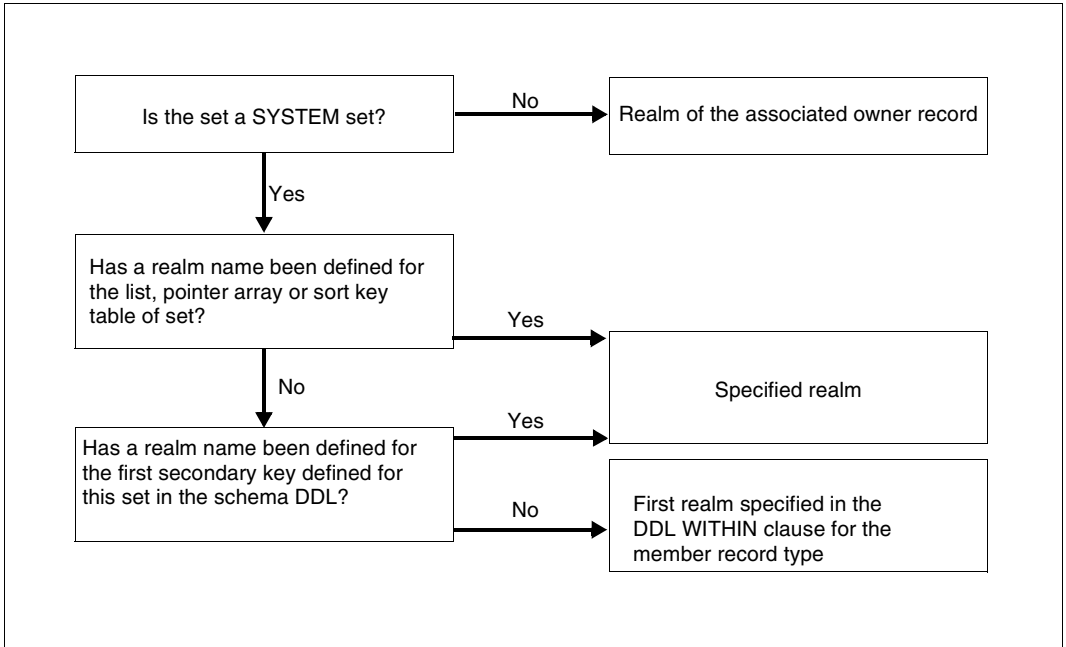 Is the set a SYSTEM set?
No
Realm of the associated owner record
Yes
Has a realm name been defined for
the list, pointer array or sort key
table of set?
Yes
Specified realm
No
Yes
Has a realm name been defined for
the first secondary key defined for
this set in the schema DDL?
No
First realm specified in the
DDL WITHIN clause for the
member record type